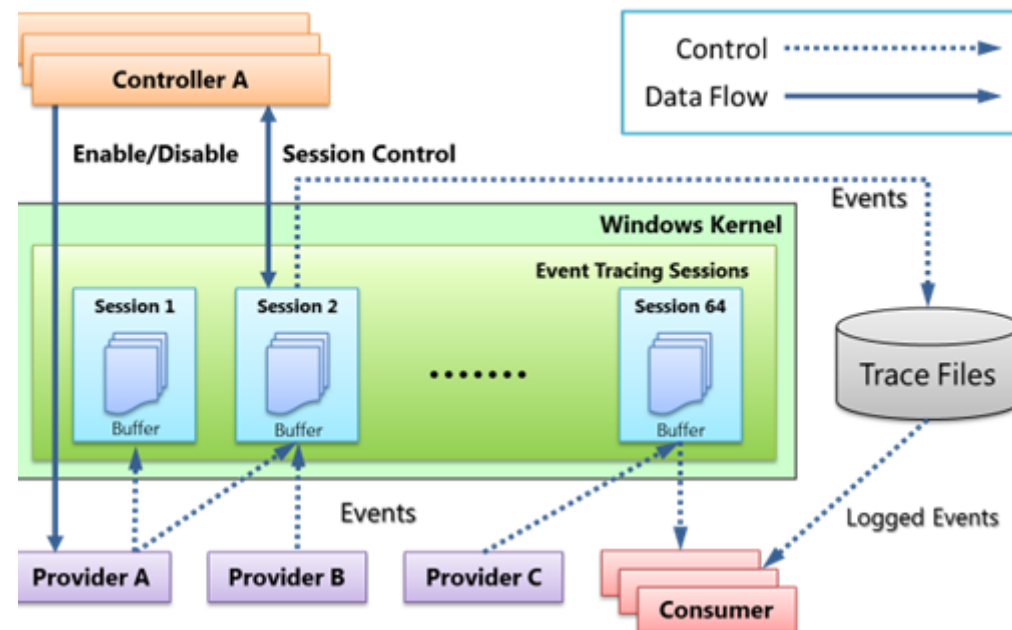 Control
Data Flow
Controller A
Enable/Disable
Session Control
Events
Windows Kernel
Event Tracing Sessions
Session 1
Session 2
Session 64
.......
Buffer
Buffer
Buffer
Trace Files
Events
Logged Events
Provider A
Provider B
Provider C
Consumer